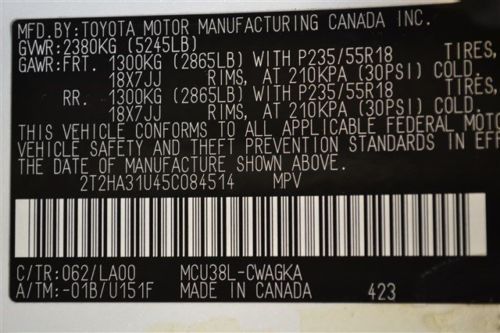 MFD.BY:TOYOTA MOTOR MANUFACTURING CANADA INC.
GVWR:2380KG (5245LB)
GAWR:FRT. 1300KG (2865LB) WITH P235/55R18 TIRES,
18X7JJ RIMS, AT 210KPA (30PSI) COLD.
RR. 1300KG (2865LB) WITH P235/55R18 TIRES,
18X7JJ RIMS, AT 210KPA (30PSI) COLD.
THIS VEHICLE CONFORMS TO ALL APPLICABLE FEDERAL MOTO
VEHICLE SAFETY AND THEFT PREVENTION STANDARDS IN EFF
THE DATE OF MANUFACTURE SHOWN ABOVE.
2T2HA31U45C084514 MPV
C/TR:062/LA00 MCU38L-CWAGKA
A/TM:-01B/U151F MADE IN CANADA 423